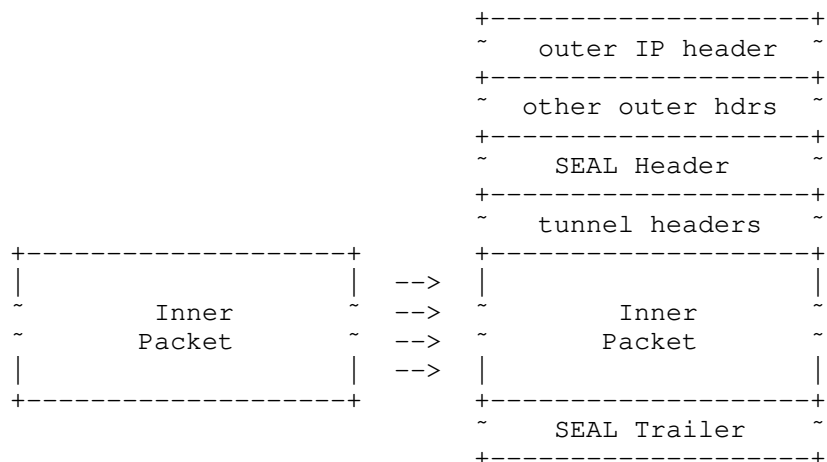 +--------------------+
~ outer IP header ~
+--------------------+
~ other outer hdrs ~
+--------------------+
~ SEAL Header ~
+--------------------+
~ tunnel headers ~
+--------------------+ +--------------------+
| | --> | |
~ Inner ~ --> ~ Inner ~
~ Packet ~ --> ~ Packet ~
| | --> | |
+--------------------+ +--------------------+
~ SEAL Trailer ~
+--------------------+